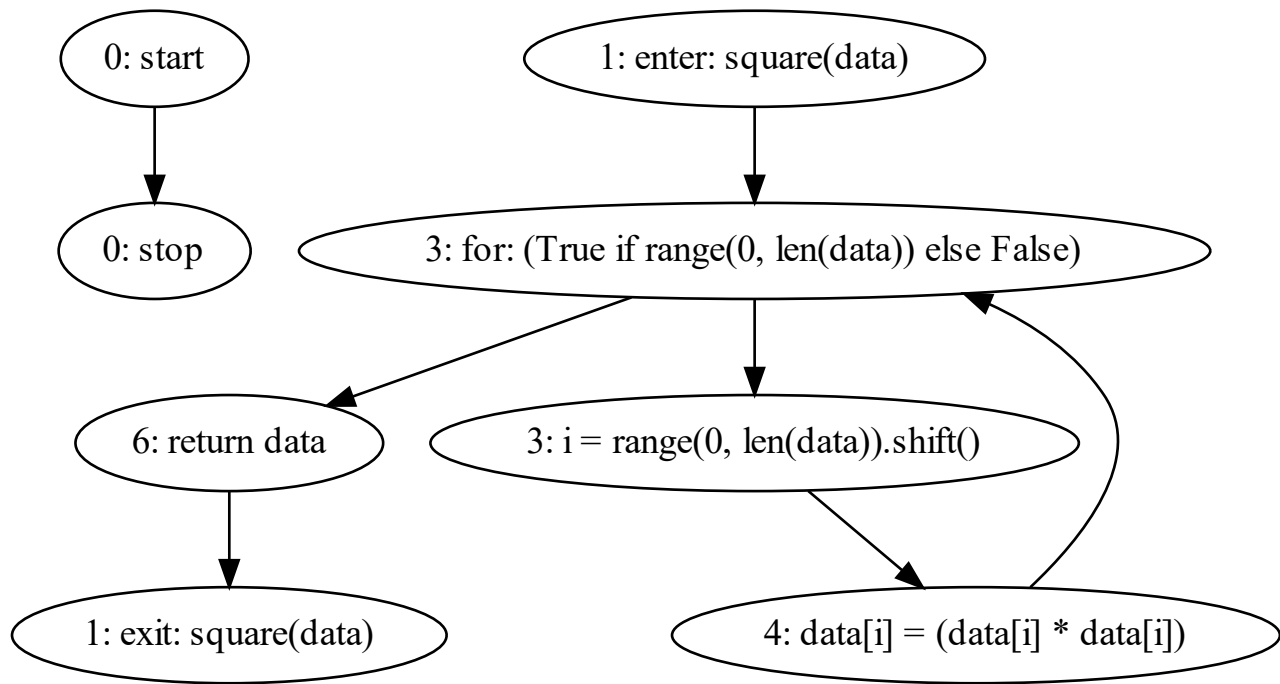 0: start
1: enter: square(data)
0: stop
3: for: (True if range(0, len(data)) else False)
6: return data
3: i = range(0, len(data)).shift()
1: exit: square(data)
4: data[i] = (data[i] * data[i])